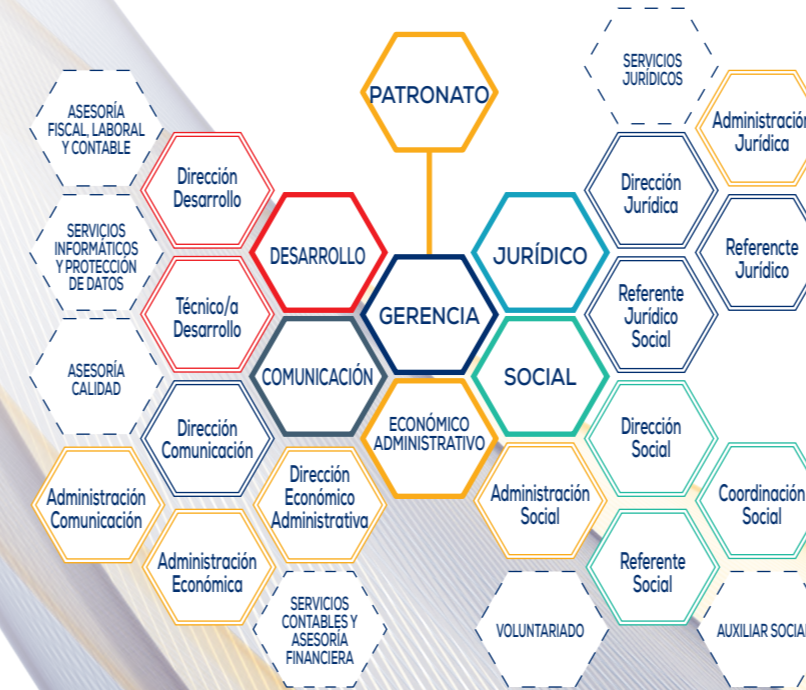 PATRONATO
SERVICIOS
JURÍDICOS
ASESORÍA
FISCAL, LABORAL
Y CONTABLE
Administración
Jurídica
Dirección
Desarrollo
Dirección
Jurídica
SERVICIOS
INFORMÁTICOS
Y PROTECCIÓN
DE DATOS
DESARROLLO
JURÍDICO
Referencte
Jurídico
Técnico/a
Desarrollo
GERENCIA
Referente
Jurídico
Social
ASESORÍA
CALIDAD
COMUNICACIÓN
SOCIAL
Dirección
Comunicación
ECONÓMICO
ADMINISTRATIVO
Dirección
Social
Administración
Comunicación
Dirección
Económico
Administrativa
Administración
Social
Coordinación
Social
Administración
Económica
Referente
Social
SERVICIOS
CONTABLES Y
ASESORÍA
FINANCIERA
VOLUNTARIADO
AUXILIAR SOCIAL